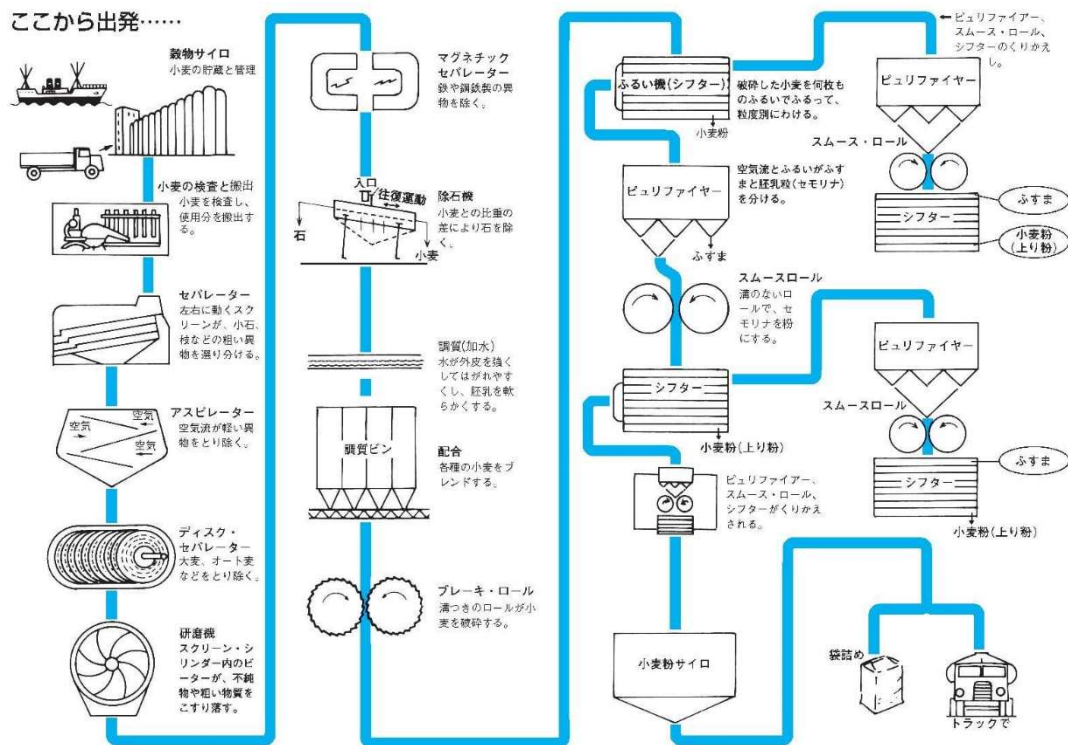 ここから出発……
穀物サイロ
小麦の貯蔵と管理
小麦の検査と搬出
小麦を検査し、
使用分を搬出す
る。
セパレーター
左右に動くスク
リーンが、小石、
枝などの粗い異
物を選り分ける。
アスピレーター
空気流が軽い異
物をとり除く。
空気
空気
空気
ディスク・
セパレーター
大麦、オート麦
などをとり除く。
研磨機
スクリーン・シ
リンダー内のビ
ーターが、不純
物や粗い物質を
こすり落す。
マグネチック
セパレーター
鉄や鋼鉄製の異
物を除く。
入口
往復運動
石
小麦
除石機
小麦との比重の
差により石を除
く。
調質(加水)
水が外皮を強く
してはがれやす
くし、胚乳を軟
らかくする。
調質ビン
配合
各種の小麦をブ
レンドする。
ブレーキ・ロール
溝つきのロールが小
麦を破砕する。
ふるい機(シフター)
破砕した小麦を何枚も
のふるいでふるって、
粒度別にわける。
小麦粉
ピュリファイヤー
空気流とふるいがふす
まと胚乳粒(セモリナ)
を分ける。
ふすま
スムースロール
溝のないロ
ールで、セ
モリナを粉
にする。
シフター
小麦粉(上り粉)
ピュリファイアー、
スムース・ロール、
シフターがくりかえ
される。
小麦粉サイロ
←ピュリファイアー、
スムース・ロール、
シフターのくりかえ
し。
ピュリファイヤー
スムース・ロール
シフター
ふすま
小麦粉
(上り粉)
ピュリファイヤー
スムースロール
シフター
ふすま
小麦粉(上り粉)
袋詰め
トラックで